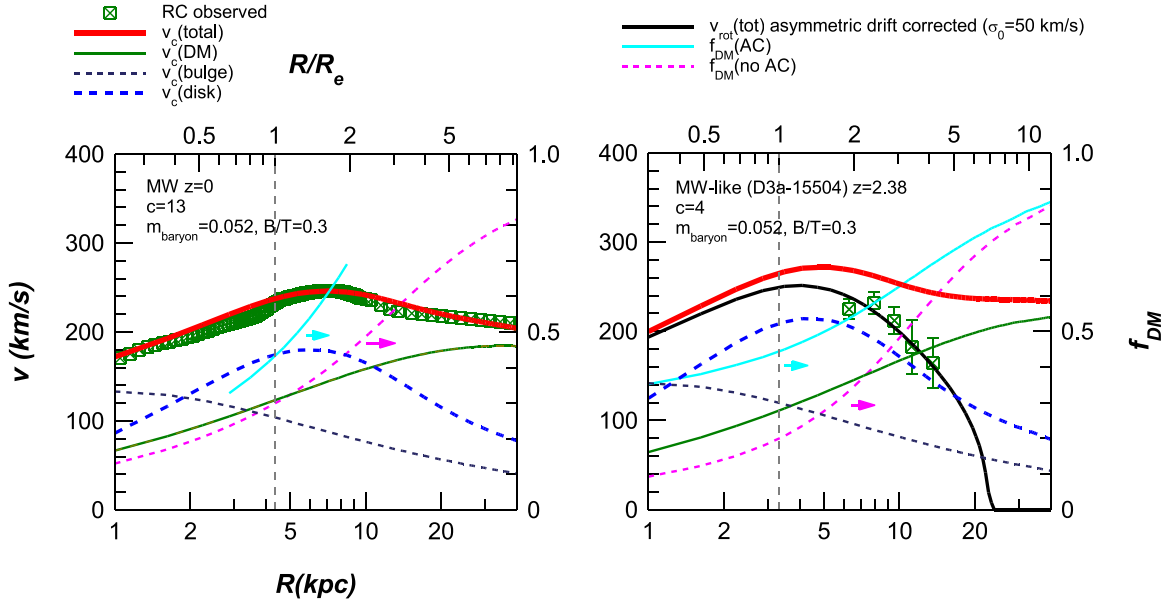 RC observed
v_c(total)
v_c(DM)
v_c(bulge)
v_c(disk)
v_rot(tot) asymmetric drift corrected (σ_0=50 km/s)
f_DM(AC)
f_DM(no AC)
R/R_e
0.5 1 2 5
0.5 1 2 5 10
400
300
200
100
0
v (km/s)
MW z=0
c=13
m_baryon=0.052, B/T=0.3
1.0
0.5
0
1 2 5 10 20
R(kpc)
400
300
200
100
0
MW-like (D3a-15504) z=2.38
c=4
m_baryon=0.052, B/T=0.3
1.0
0.5
0
f_DM
1 2 5 10 20
R(kpc)